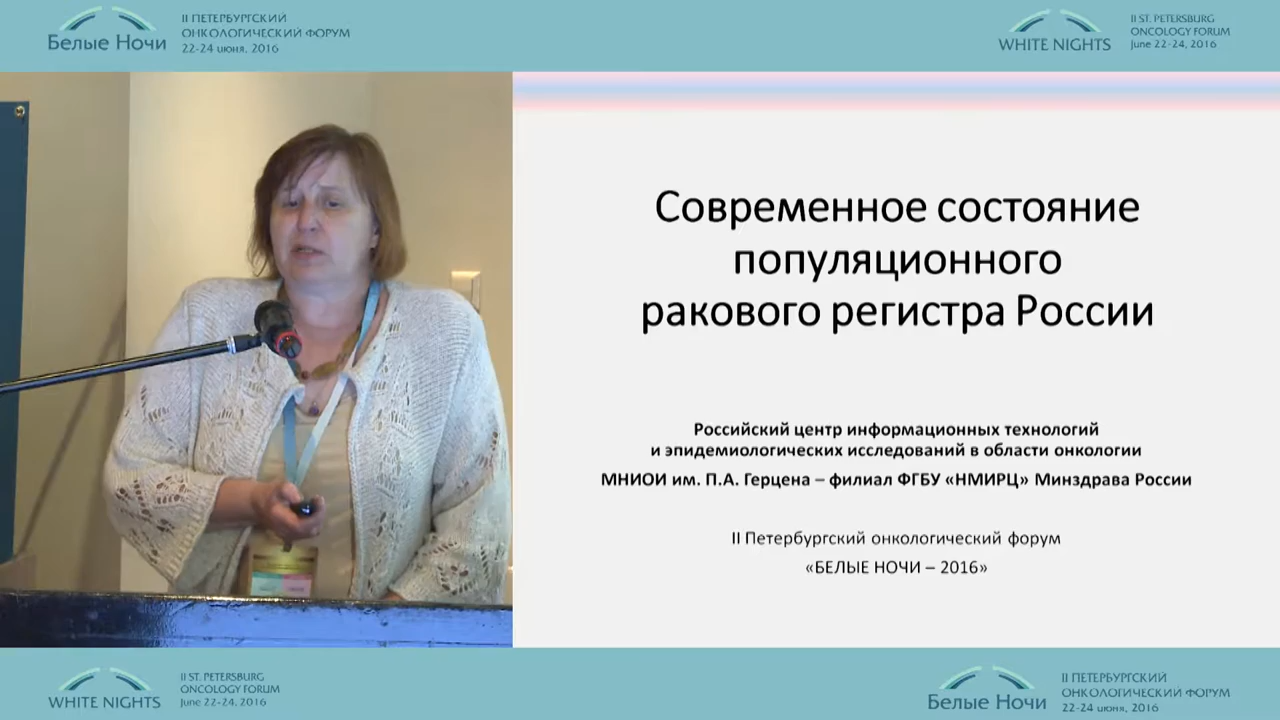 Белые Ночи
II ПЕТЕРБУРГСКИЙ
ОНКОЛОГИЧЕСКИЙ ФОРУМ
22-24 июня, 2016
WHITE NIGHTS
II ST. PETERSBURG
ONCOLOGY FORUM
June 22-24, 2016
Современное состояние
популяционного
ракового регистра России
Российский центр информационных технологий
и эпидемиологических исследований в области онкологии
МНИОИ им. П.А. Герцена – филиал ФГБУ «НМИРЦ» Минздрава России
II Петербургский онкологический форум
«БЕЛЫЕ НОЧИ – 2016»
WHITE NIGHTS
II ST. PETERSBURG
ONCOLOGY FORUM
June 22-24, 2016
Белые Ночи
II ПЕТЕРБУРГСКИЙ
ОНКОЛОГИЧЕСКИЙ ФОРУМ
22-24 июня, 2016